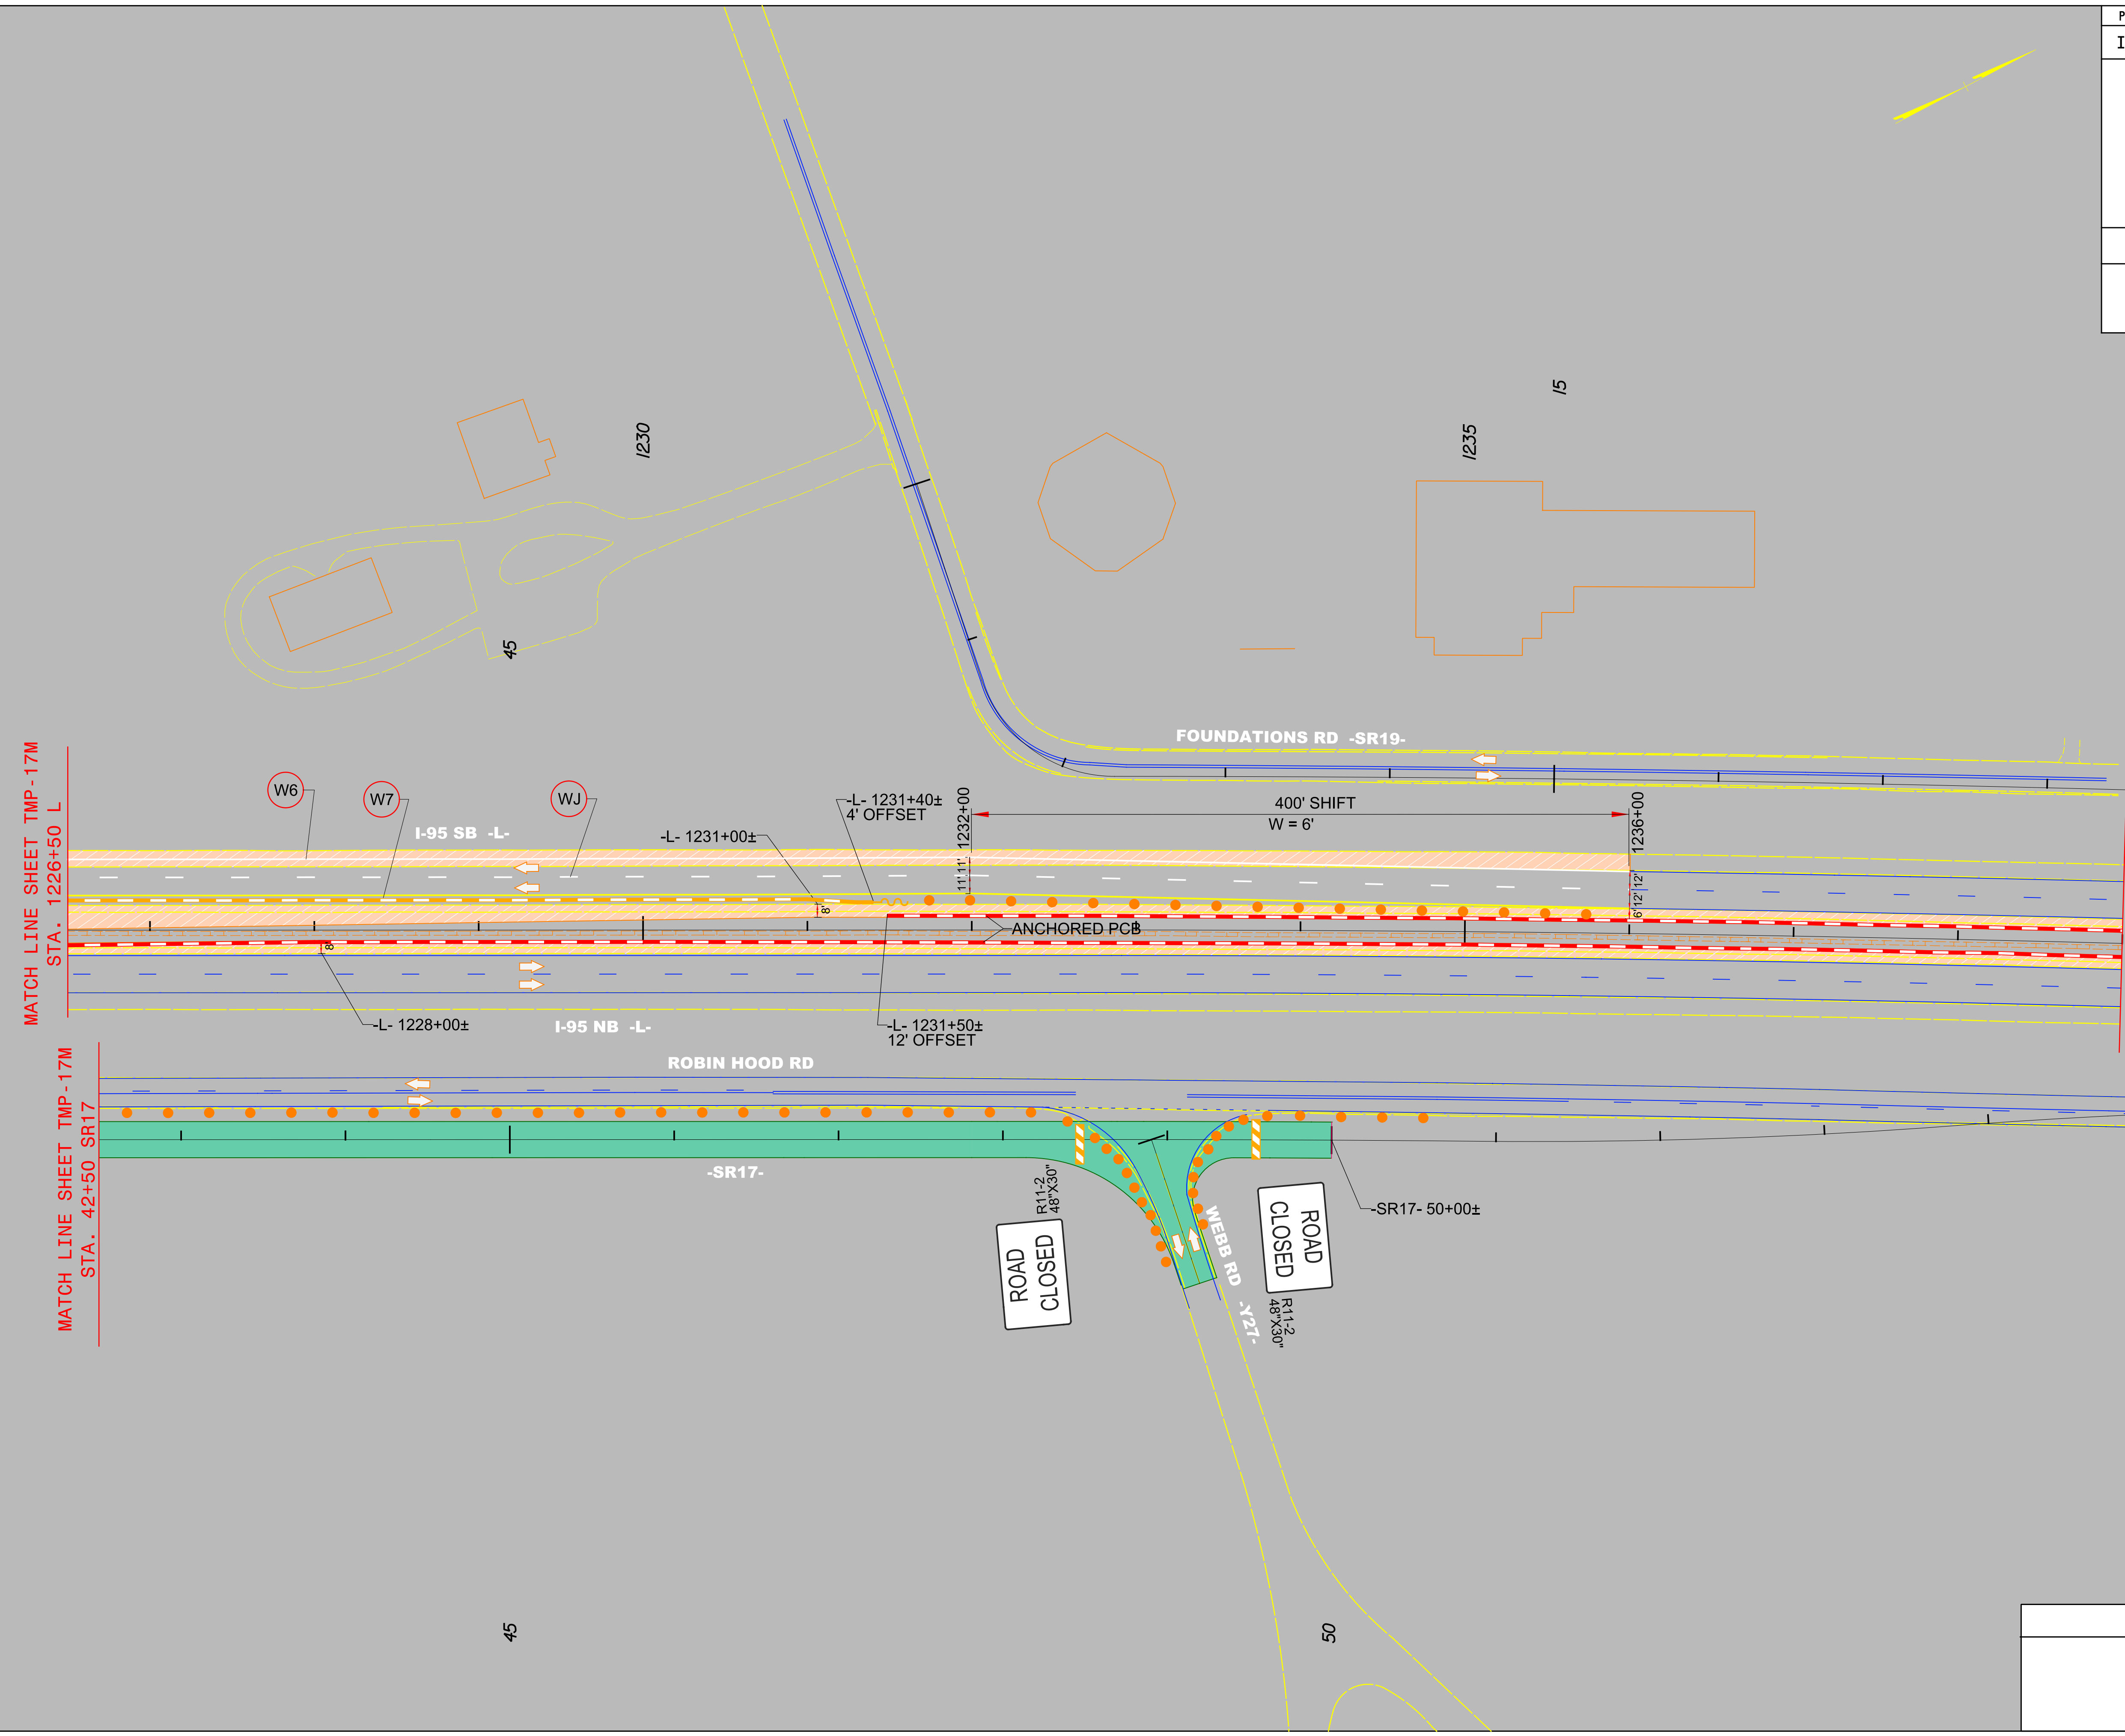 P
I
15
1230
1235
45
FOUNDATIONS RD -SR19-
MATCH LINE SHEET TMP-17M
STA. 1226+50 L
W6
W7
WJ
I-95 SB -L-
-L- 1231+00±
-L- 1231+40±
4' OFFSET
1232+00
400' SHIFT
W = 6'
1236+00
11' 11'
6' 12' 12'
8'
8'
ANCHORED PCB
-L- 1228+00±
I-95 NB -L-
-L- 1231+50±
12' OFFSET
MATCH LINE SHEET TMP-17M
STA. 42+50 SR17
ROBIN HOOD RD
-SR17-
R11-2
48"X30"
ROAD
CLOSED
WEBB RD -Y27-
ROAD
CLOSED
R11-2
48"X30"
-SR17- 50+00±
45
50